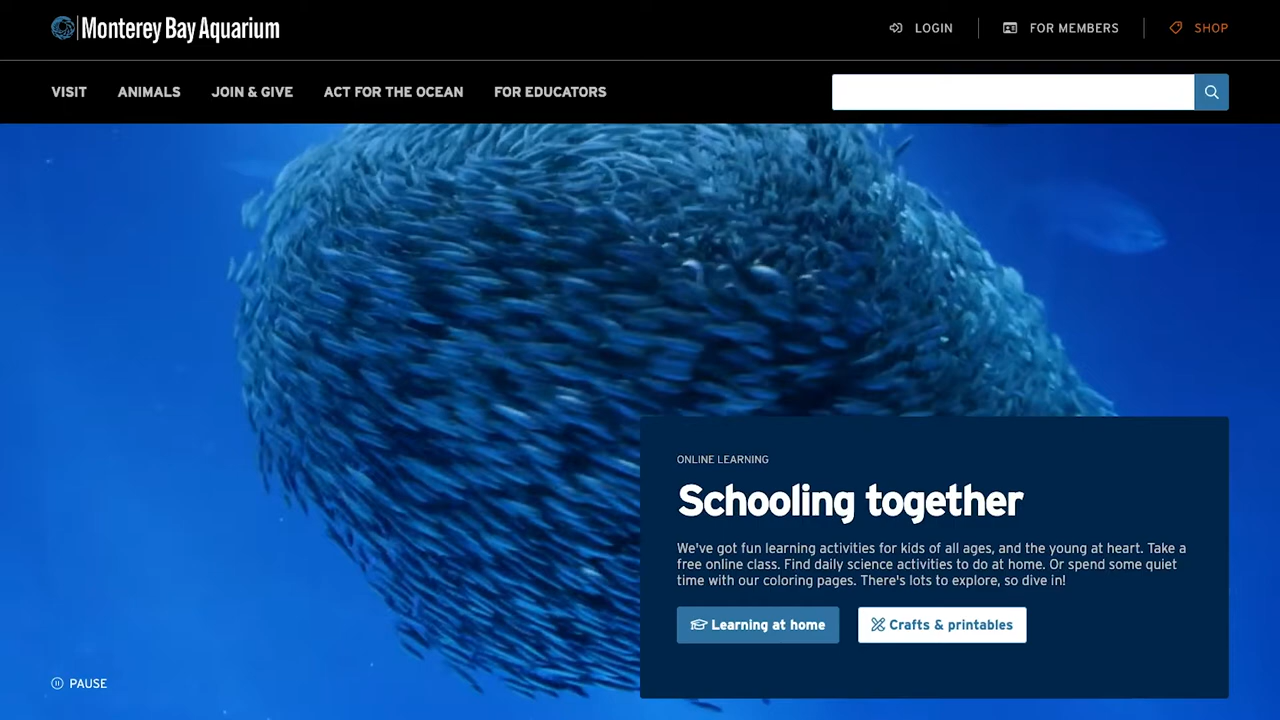 Monterey Bay Aquarium
LOGIN
FOR MEMBERS
SHOP
VISIT
ANIMALS
JOIN & GIVE
ACT FOR THE OCEAN
FOR EDUCATORS
ONLINE LEARNING
Schooling together
We've got fun learning activities for kids of all ages, and the young at heart. Take a
free online class. Find daily science activities to do at home. Or spend some quiet
time with our coloring pages. There's lots to explore, so dive in!
Learning at home
Crafts & printables
PAUSE